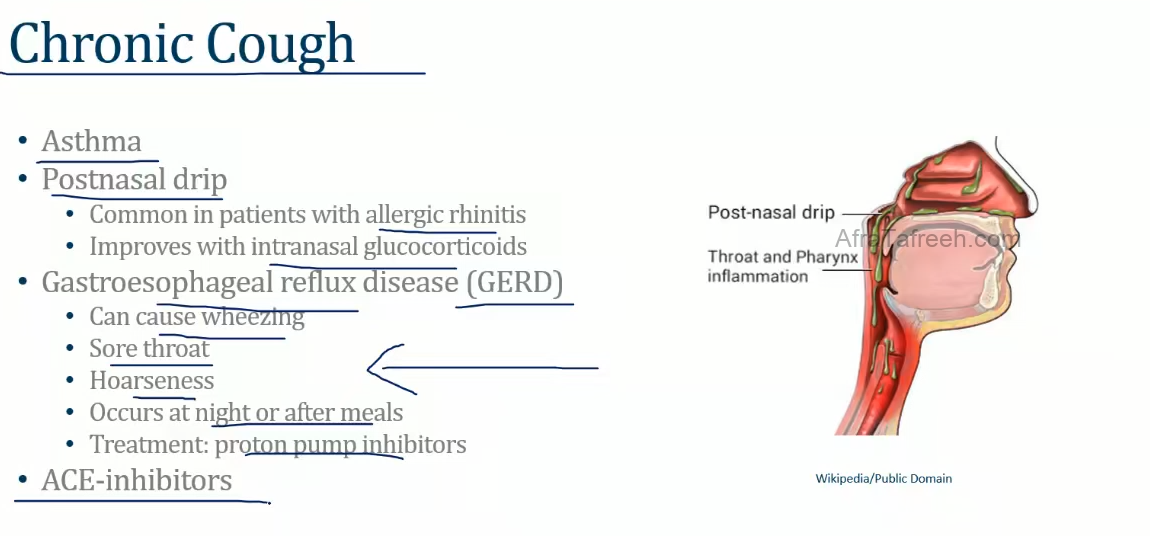 Chronic Cough
• Asthma
• Postnasal drip
• Common in patients with allergic rhinitis
• Improves with intranasal glucocorticoids
• Gastroesophageal reflux disease (GERD)
• Can cause wheezing
• Sore throat
• Hoarseness
• Occurs at night or after meals
• Treatment: proton pump inhibitors
• ACE-inhibitors
Post-nasal drip
AfraTafreeh.com
Throat and Pharynx
inflammation
Wikipedia/Public Domain